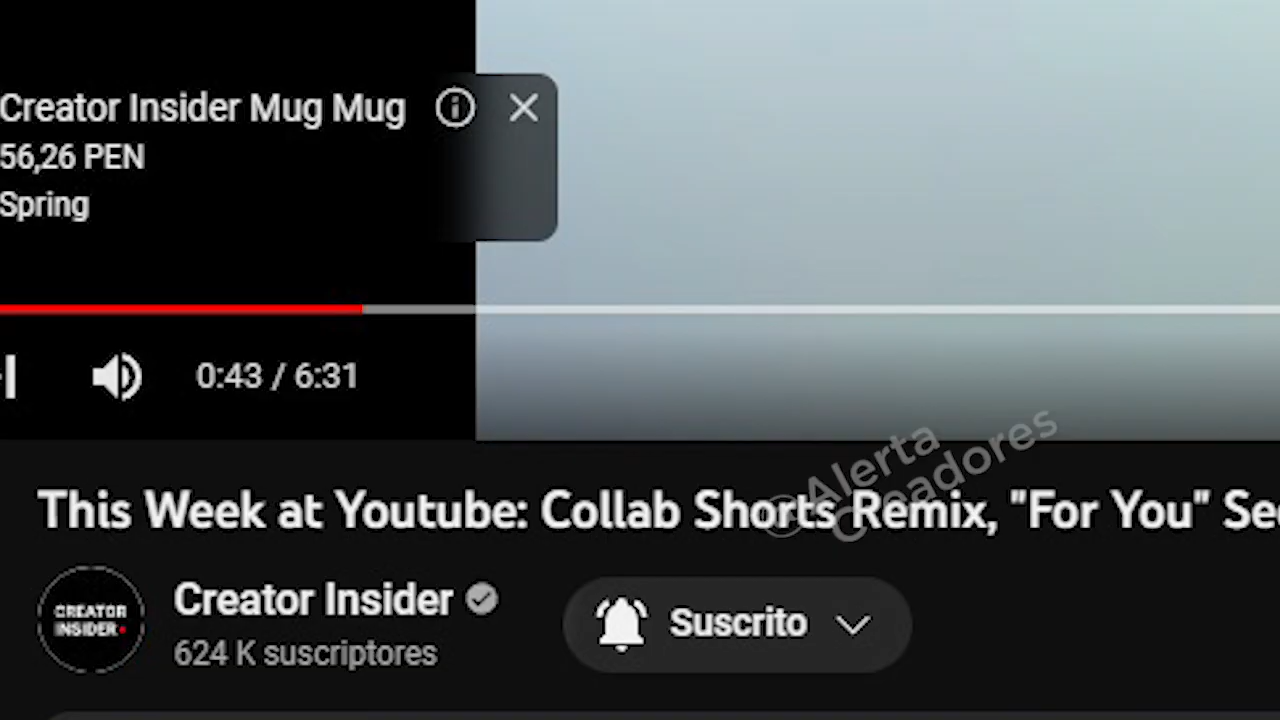 Creator Insider Mug Mug
56,26 PEN
Spring
0:43 / 6:31
@Alerta
Creadores
This Week at Youtube: Collab Shorts Remix, "For You" Se
Creator Insider
CREATOR
INSIDER
624 K suscriptores
Suscrito